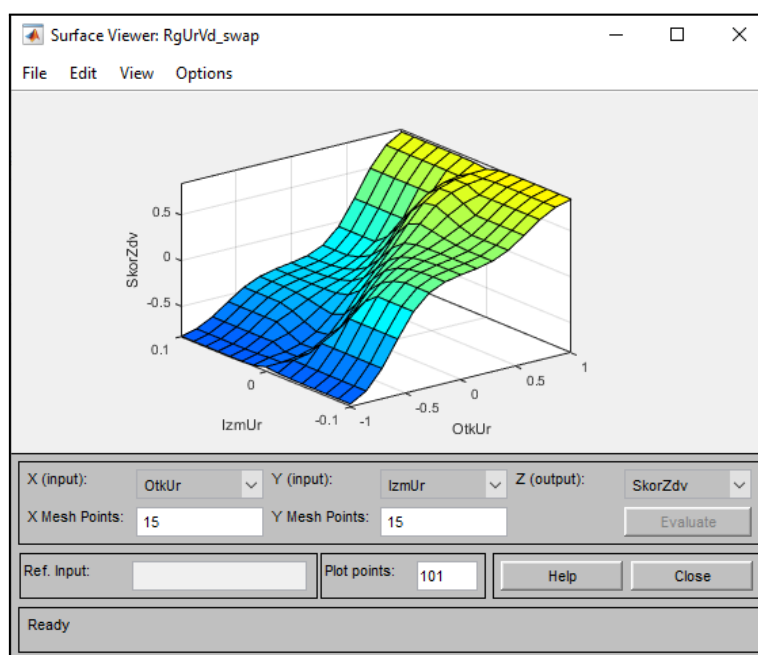 Surface Viewer: RgUrVd_swap
File Edit View Options
SkorZdv
0.5
0
-0.5
0.1
0
-0.1
IzmUr
-1
-0.5
0
0.5
1
OtkUr
X (input): OtkUr Y (input): IzmUr Z (output): SkorZdv
X Mesh Points: 15 Y Mesh Points: 15 Evaluate
Ref. Input: Plot points: 101 Help Close
Ready